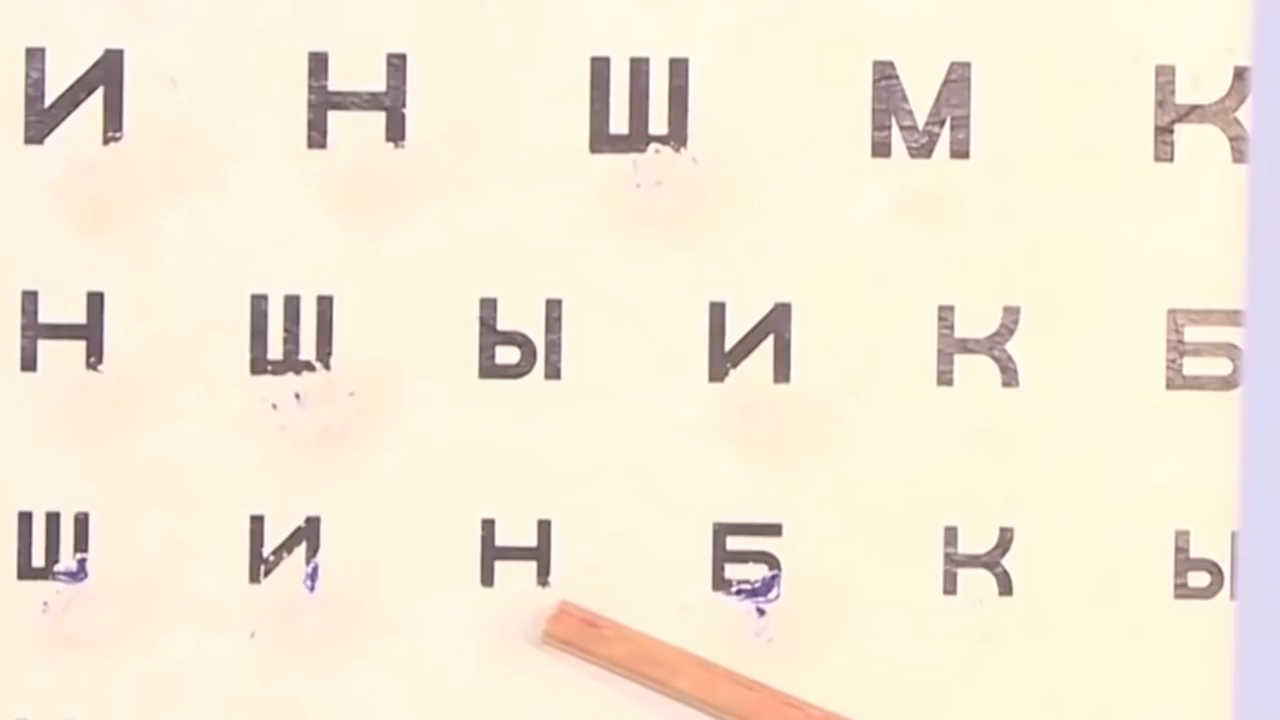 И Н Ш М К
Н Ш Ы И К Б
Ш И Н Б К Ы